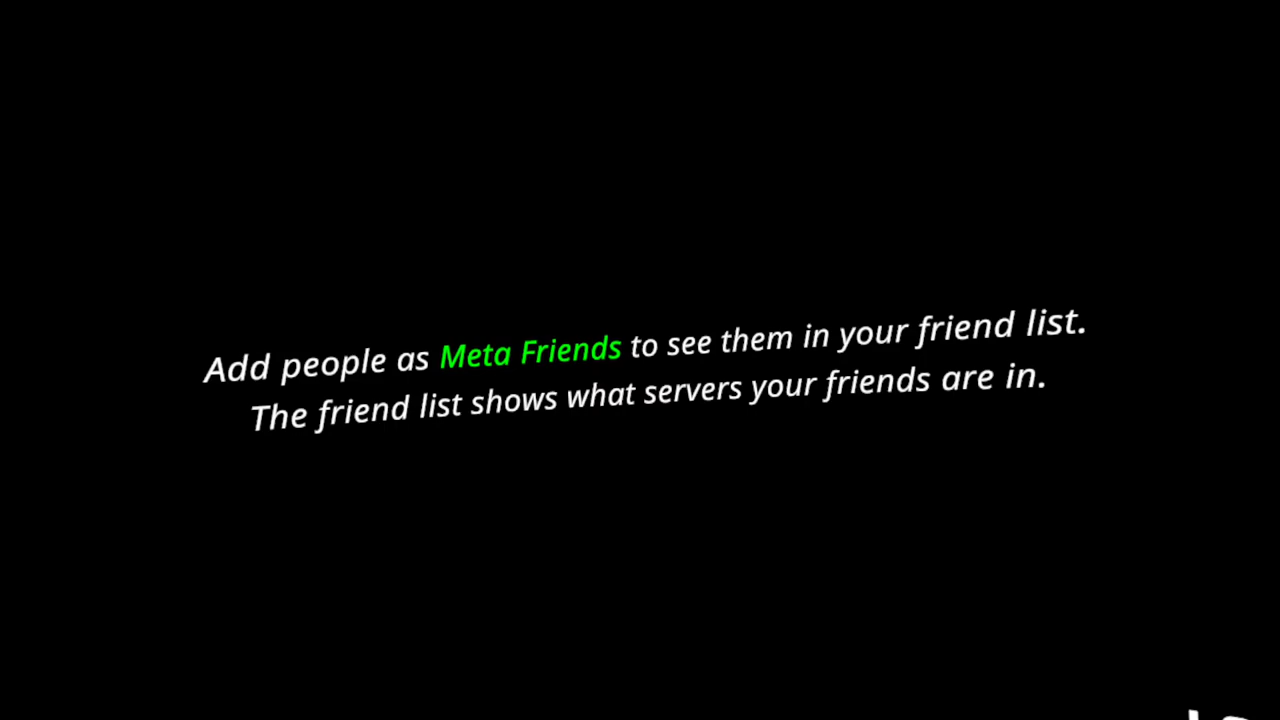 Add people as Meta Friends to see them in your friend list.
The friend list shows what servers your friends are in.